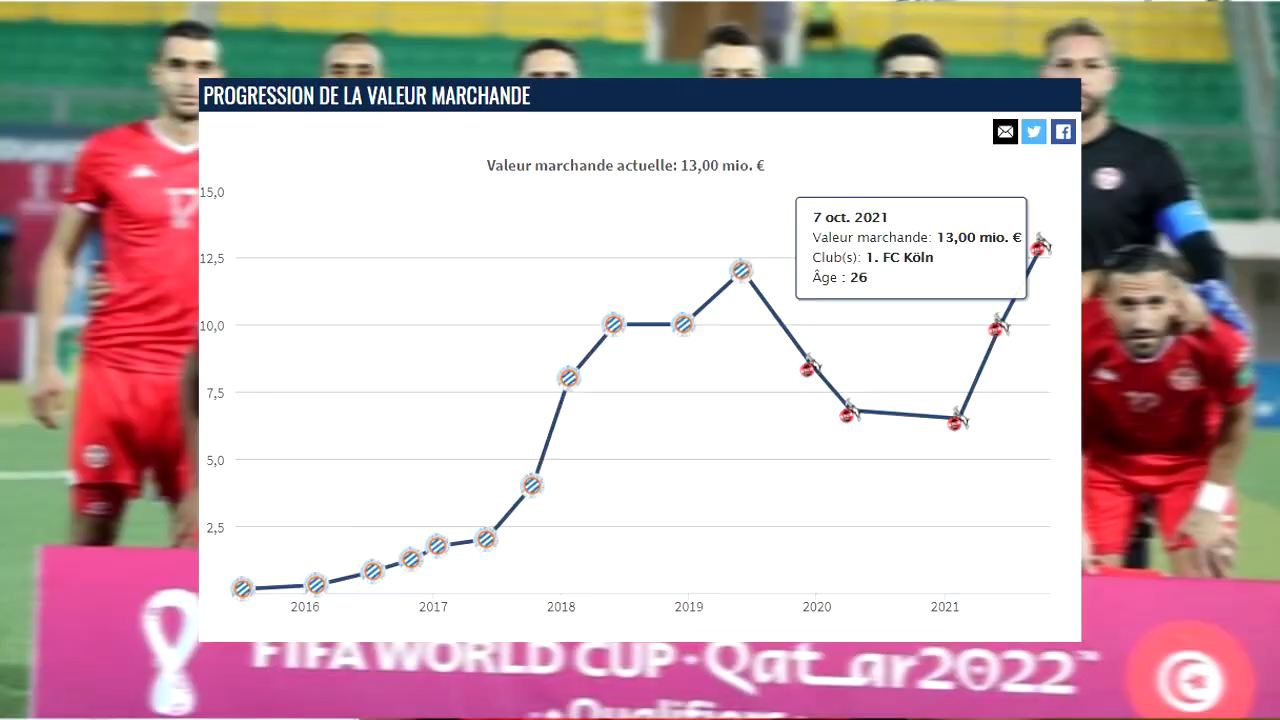 PROGRESSION DE LA VALEUR MARCHANDE
Valeur marchande actuelle: 13,00 mio. €
15,0
12,5
10,0
7,5
5,0
2,5
7 oct. 2021
Valeur marchande: 13,00 mio. €
Club(s): 1. FC Köln
Âge : 26
2016
2017
2018
2019
2020
2021
FIFA WORLD CUP · Qatar2022™
Qualifiers